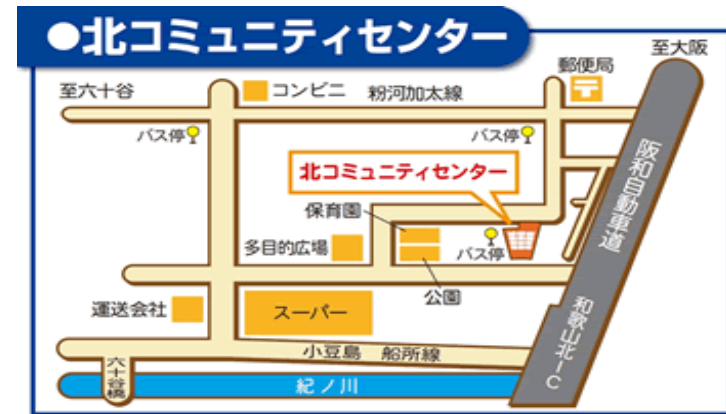 ●北コミュニティセンター
至大阪
郵便局
至六十谷
コンビニ
粉河加太線
バス停
バス停
阪和自動車道
北コミュニティセンター
保育園
多目的広場
バス停
公園
運送会社
スーパー
和歌山北IC
小豆島 船所線
六十谷橋
紀ノ川